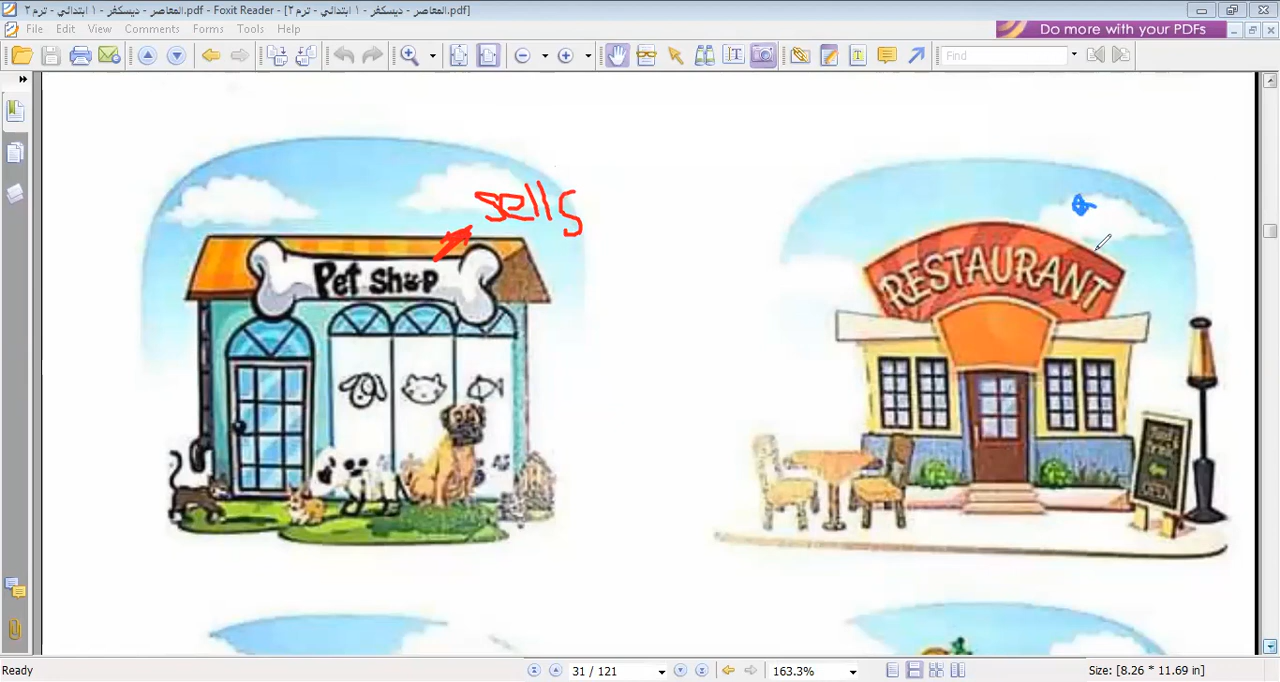 المعاصر - ديسكفر - ١ ابتدائي - ترم ٢.pdf - Foxit Reader - [المعاصر - ديسكفر - ١ ابتدائي - ترم ٢.pdf]
File Edit View Comments Forms Tools Help
Do more with your PDFs
Find
sells
Pet Shop
RESTAURANT
OPEN
Ready
31 / 121
163.3%
Size: [8.26 * 11.69 in]